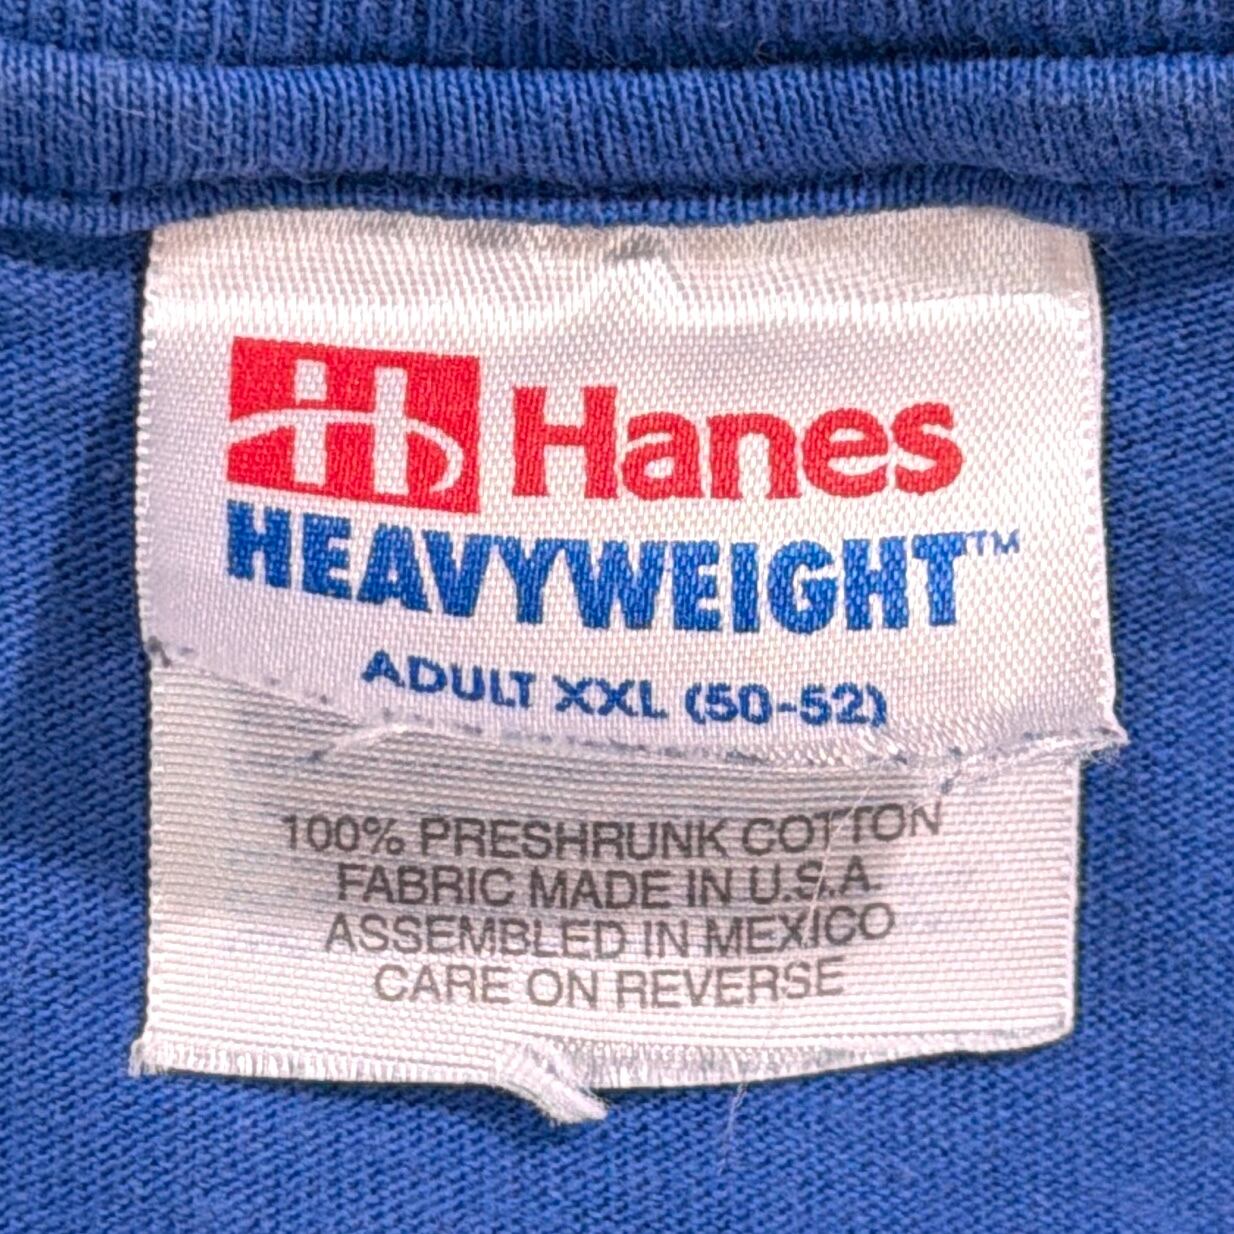 Hanes
HEAVYWEIGHT™
ADULT XXL (50-52)
100% PRESHRUNK COTTON
FABRIC MADE IN U.S.A.
ASSEMBLED IN MEXICO
CARE ON REVERSE